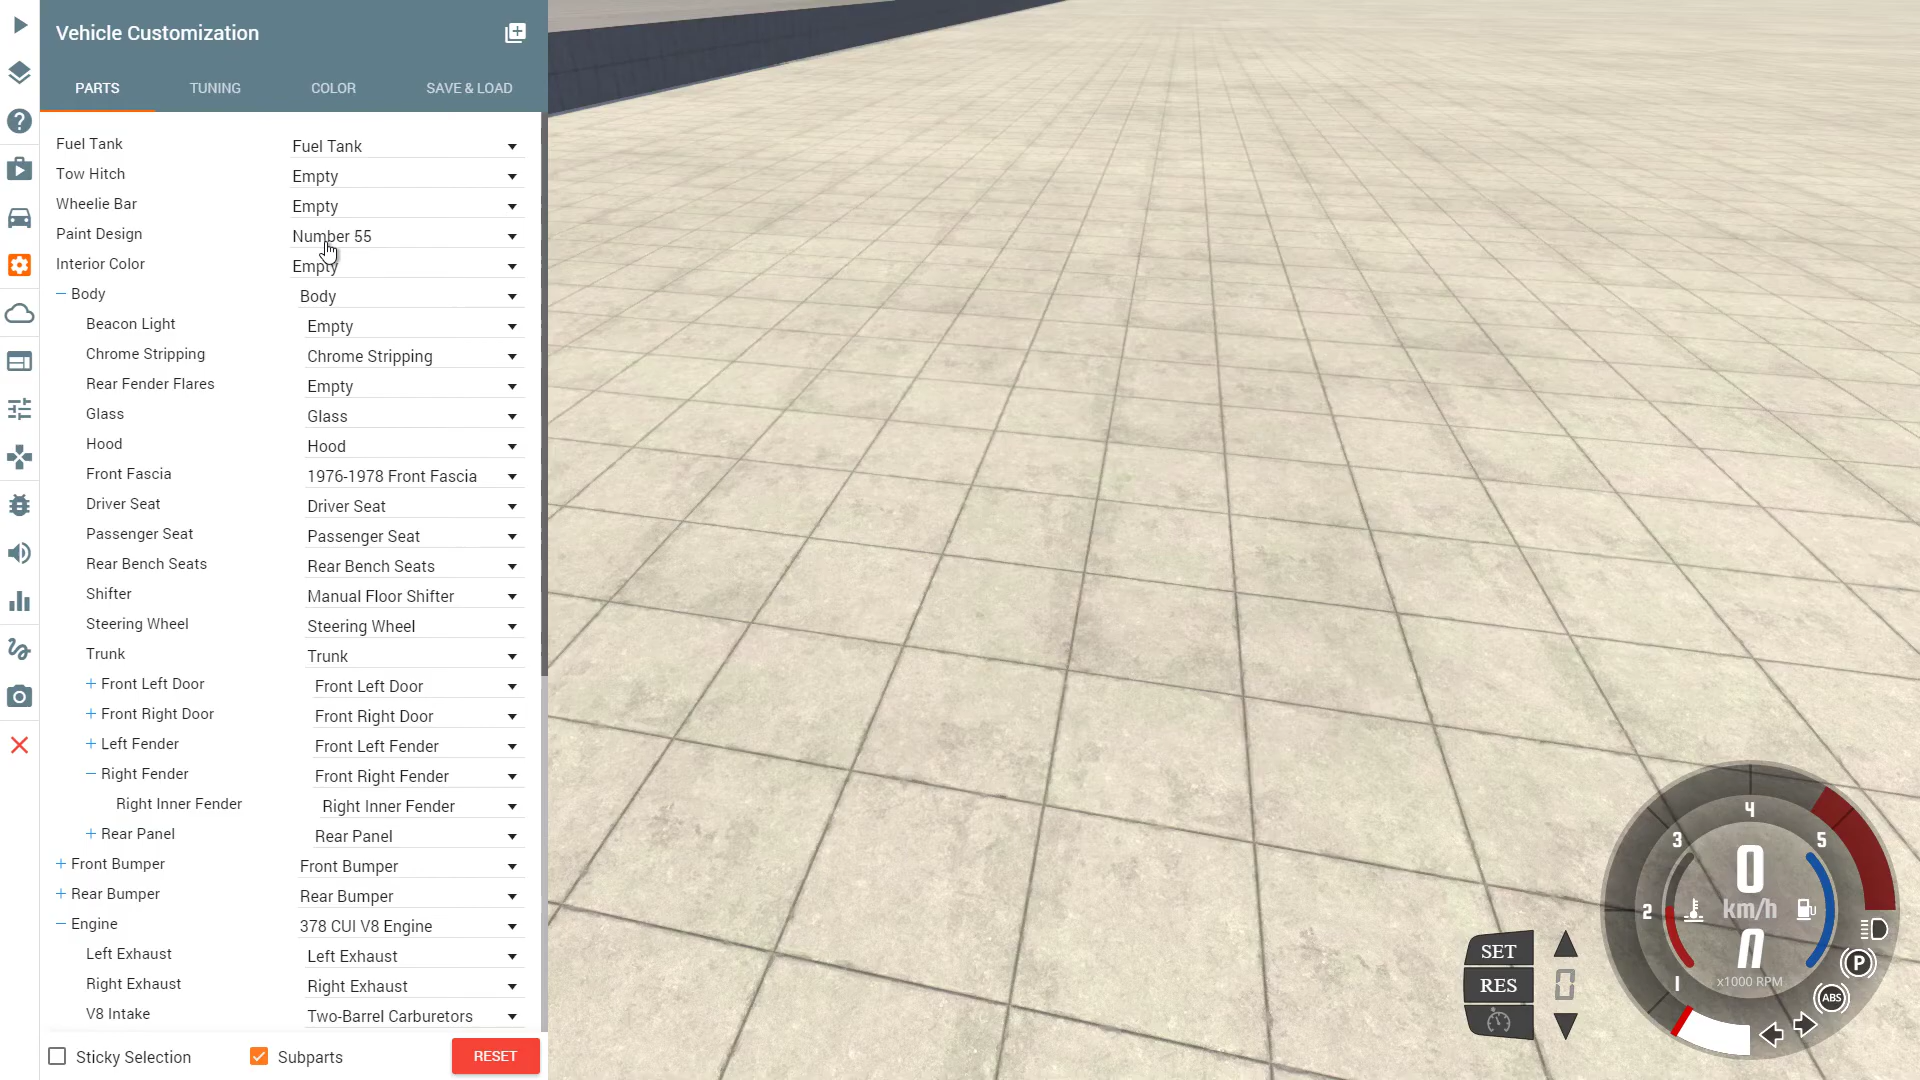 Vehicle Customization
PARTS TUNING COLOR SAVE & LOAD
Fuel Tank Fuel Tank
Tow Hitch Empty
Wheelie Bar Empty
Paint Design Number 55
Interior Color Empty
Body Body
Beacon Light Empty
Chrome Stripping Chrome Stripping
Rear Fender Flares Empty
Glass Glass
Hood Hood
Front Fascia 1976-1978 Front Fascia
Driver Seat Driver Seat
Passenger Seat Passenger Seat
Rear Bench Seats Rear Bench Seats
Shifter Manual Floor Shifter
Steering Wheel Steering Wheel
Trunk Trunk
Front Left Door Front Left Door
Front Right Door Front Right Door
Left Fender Front Left Fender
Right Fender Front Right Fender
Right Inner Fender Right Inner Fender
Rear Panel Rear Panel
Front Bumper Front Bumper
Rear Bumper Rear Bumper
Engine 378 CUI V8 Engine
Left Exhaust Left Exhaust
Right Exhaust Right Exhaust
V8 Intake Two-Barrel Carburetors
Sticky Selection Subparts RESET
SET
RES
0
1
2
3
4
5
0
km/h
n
x1000 RPM
P
ABS